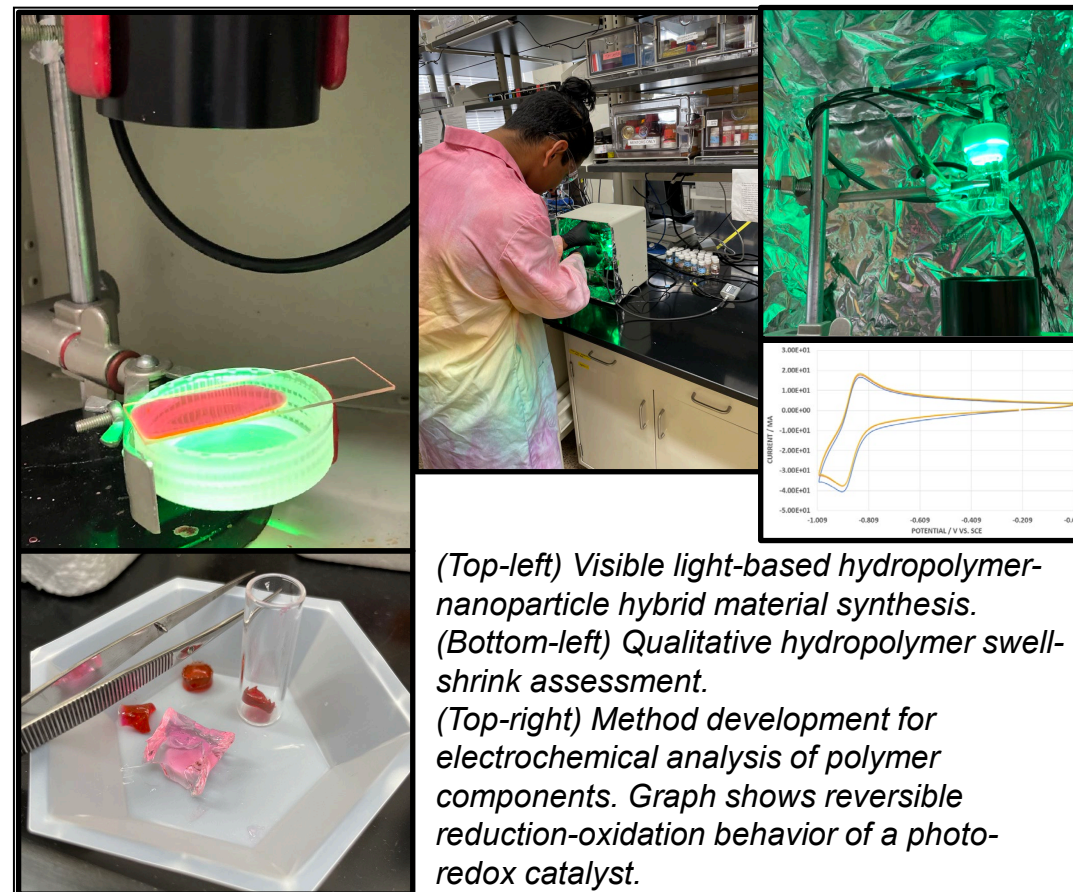 3.00E+01
2.00E+01
1.00E+01
0.00E+00
-1.00E+01
-2.00E+01
-3.00E+01
-4.00E+01
-5.00E+01
CURRENT / MA
-1.009
-0.809
-0.609
-0.409
-0.209
POTENTIAL / V VS. SCE
(Top-left) Visible light-based hydropolymer-
nanoparticle hybrid material synthesis.
(Bottom-left) Qualitative hydropolymer swell-
shrink assessment.
(Top-right) Method development for
electrochemical analysis of polymer
components. Graph shows reversible
reduction-oxidation behavior of a photo-
redox catalyst.